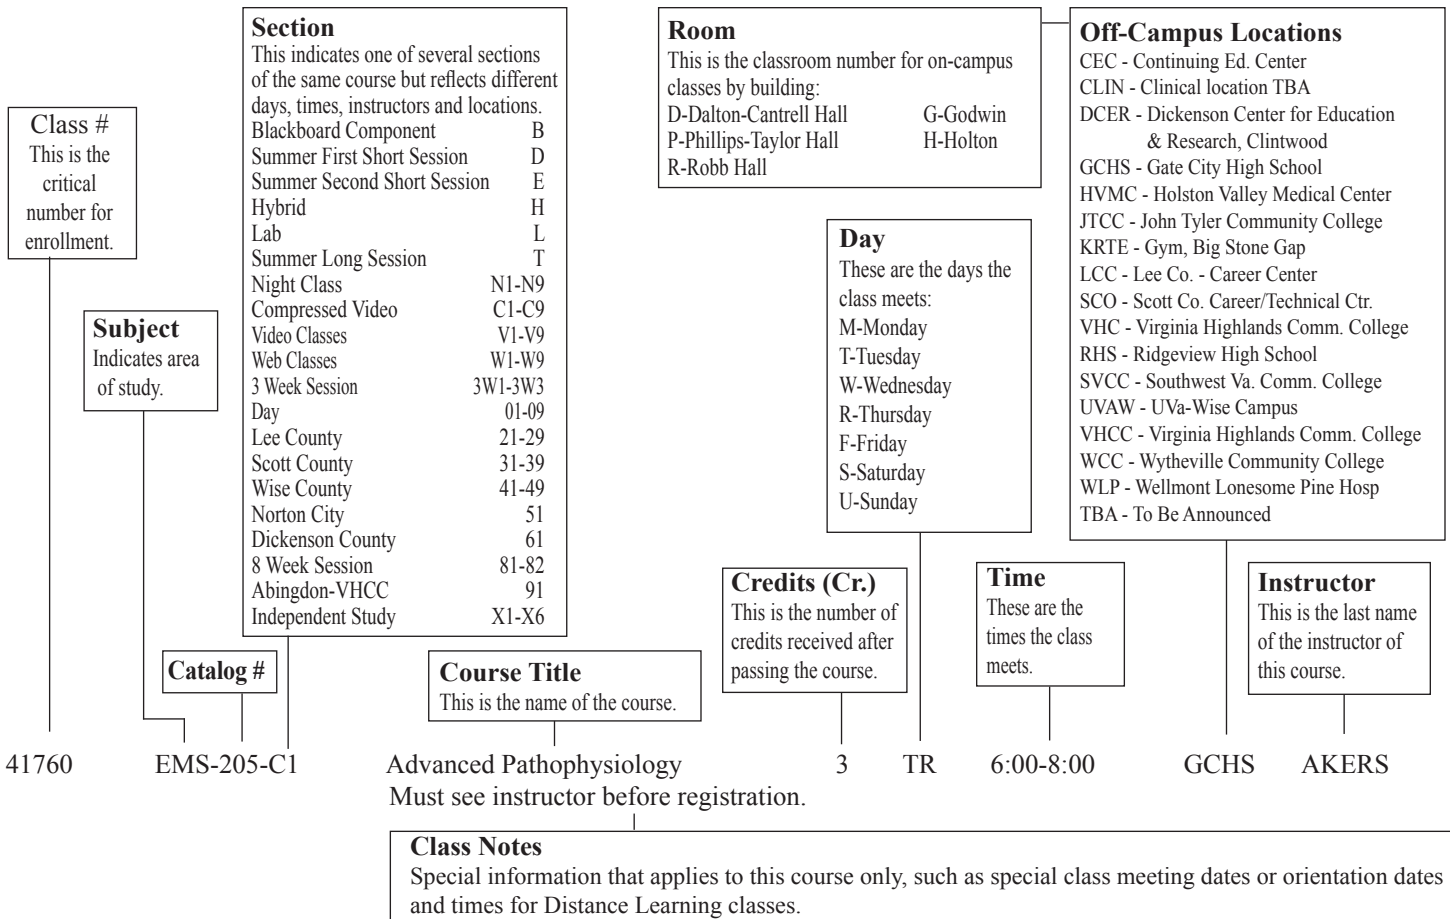 Class #
This is the
critical
number for
enrollment.
Subject
Indicates area
of study.
Section
This indicates one of several sections
of the same course but reflects different
days, times, instructors and locations.
Blackboard Component B
Summer First Short Session D
Summer Second Short Session E
Hybrid H
Lab L
Summer Long Session T
Night Class N1-N9
Compressed Video C1-C9
Video Classes V1-V9
Web Classes W1-W9
3 Week Session 3W1-3W3
Day 01-09
Lee County 21-29
Scott County 31-39
Wise County 41-49
Norton City 51
Dickenson County 61
8 Week Session 81-82
Abingdon-VHCC 91
Independent Study X1-X6
Catalog #
Room
This is the classroom number for on-campus
classes by building:
D-Dalton-Cantrell Hall G-Godwin
P-Phillips-Taylor Hall H-Holton
R-Robb Hall
Off-Campus Locations
CEC - Continuing Ed. Center
CLIN - Clinical location TBA
DCER - Dickenson Center for Education
& Research, Clintwood
GCHS - Gate City High School
HVMC - Holston Valley Medical Center
JTCC - John Tyler Community College
KRTE - Gym, Big Stone Gap
LCC - Lee Co. - Career Center
SCO - Scott Co. Career/Technical Ctr.
VHC - Virginia Highlands Comm. College
RHS - Ridgeview High School
SVCC - Southwest Va. Comm. College
UVAW - UVa-Wise Campus
VHCC - Virginia Highlands Comm. College
WCC - Wytheville Community College
WLP - Wellmont Lonesome Pine Hosp
TBA - To Be Announced
Day
These are the days the
class meets:
M-Monday
T-Tuesday
W-Wednesday
R-Thursday
F-Friday
S-Saturday
U-Sunday
Course Title
This is the name of the course.
Credits (Cr.)
This is the number of
credits received after
passing the course.
Time
These are the
times the class
meets.
Instructor
This is the last name
of the instructor of
this course.
41760 EMS-205-C1 Advanced Pathophysiology 3 TR 6:00-8:00 GCHS AKERS
Must see instructor before registration.
Class Notes
Special information that applies to this course only, such as special class meeting dates or orientation dates
and times for Distance Learning classes.